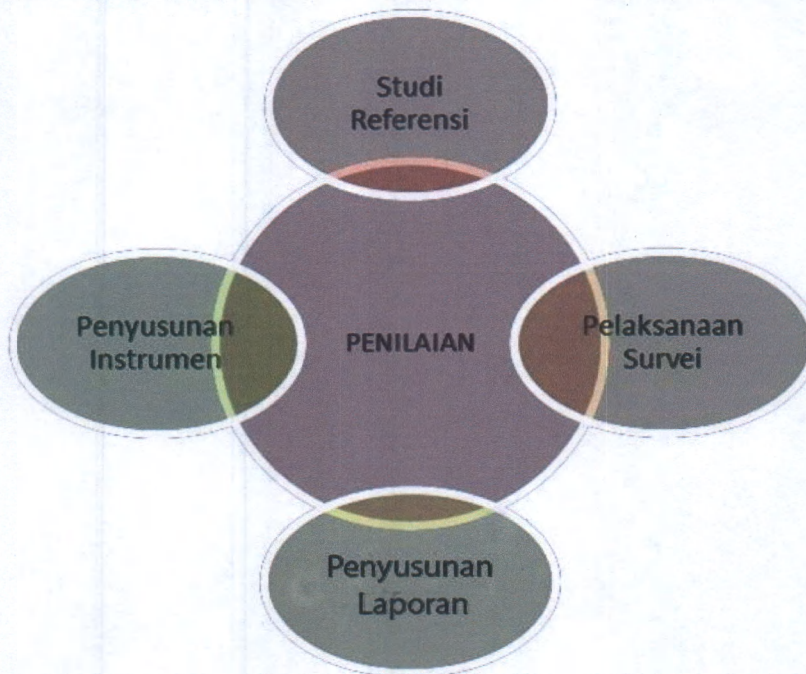 Studi
Referensi
Penyusunan
Instrumen
PENILAIAN
Pelaksanaan
Survei
Penyusunan
Laporan